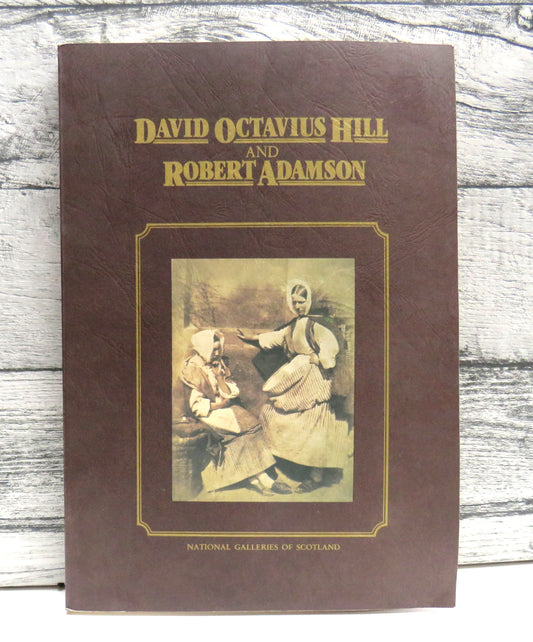 DAVID OCTAVIUS HILL
AND
ROBERT ADAMSON
NATIONAL GALLERIES OF SCOTLAND